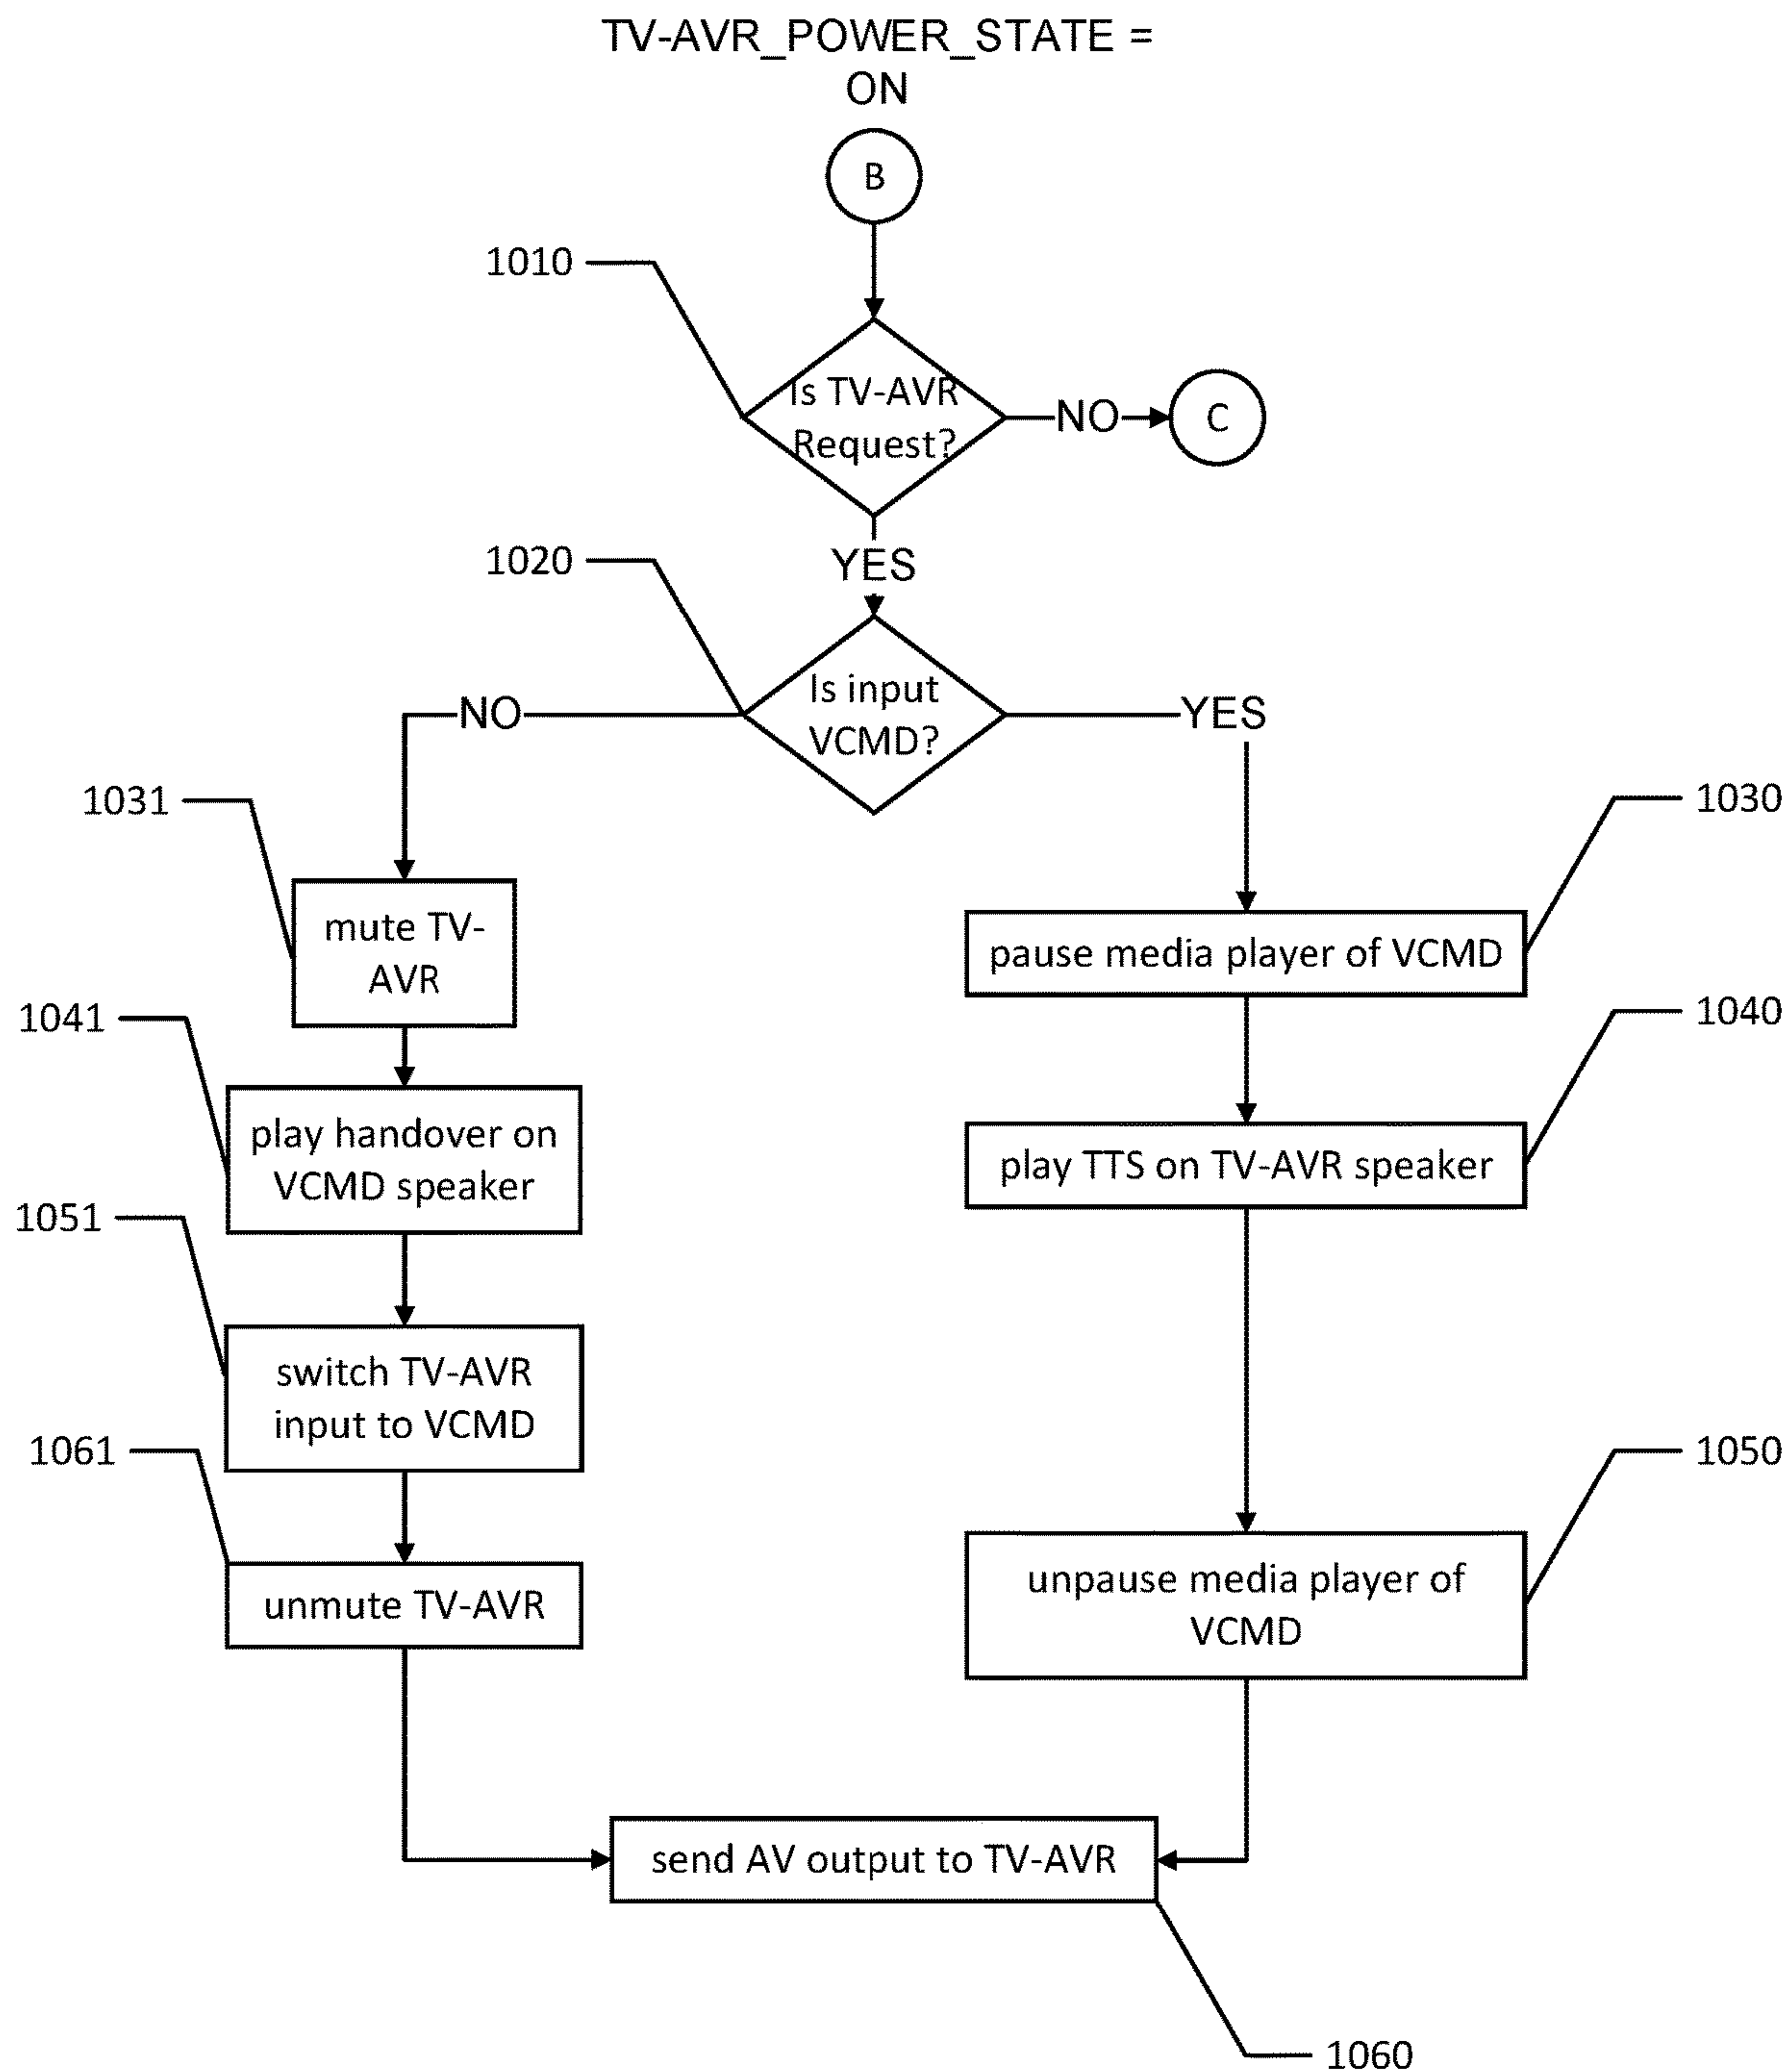 TV-AVR_POWER_STATE =
ON
B
1010
Is TV-AVR
Request?
NO
C
YES
1020
Is input
VCMD?
NO
YES
1031
1030
mute TV-
AVR
pause media player of VCMD
1041
1040
play handover on
VCMD speaker
play TTS on TV-AVR speaker
1051
switch TV-AVR
input to VCMD
1061
1050
unmute TV-AVR
unpause media player of
VCMD
send AV output to TV-AVR
1060